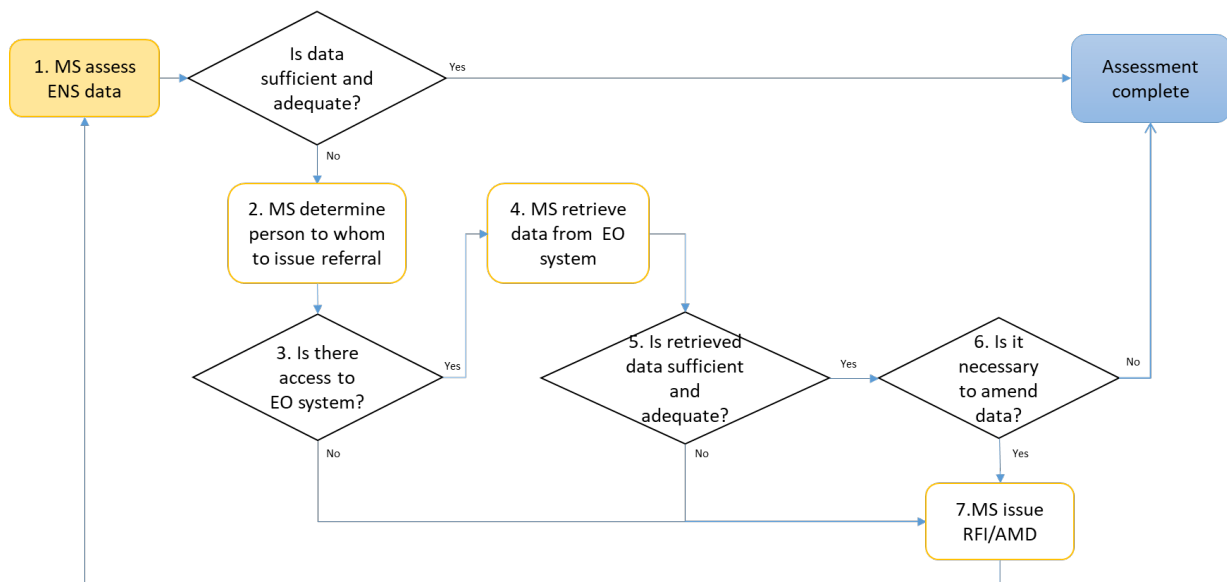 1. MS assess
ENS data
Is data
sufficient and
adequate?
Yes
Assessment
complete
No
2. MS determine
person to whom
to issue referral
4. MS retrieve
data from EO
system
3. Is there
access to
EO system?
Yes
5. Is retrieved
data sufficient
and
adequate?
Yes
6. Is it
necessary
to amend
data?
No
No
No
Yes
7.MS issue
RFI/AMD